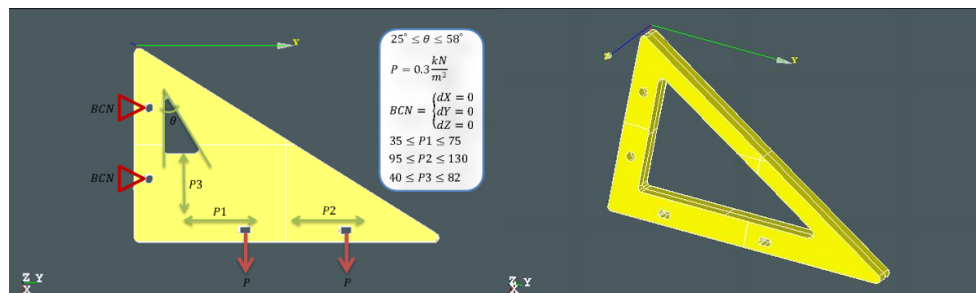 Y
25° ≤ θ ≤ 58°
P = 0.3 kN/m²
BCN = {dX = 0
dY = 0
dZ = 0
35 ≤ P1 ≤ 75
95 ≤ P2 ≤ 130
40 ≤ P3 ≤ 82
BCN
θ
BCN
P3
P1
P2
P
P
Z Y
X
Z
Y
Z Y
X